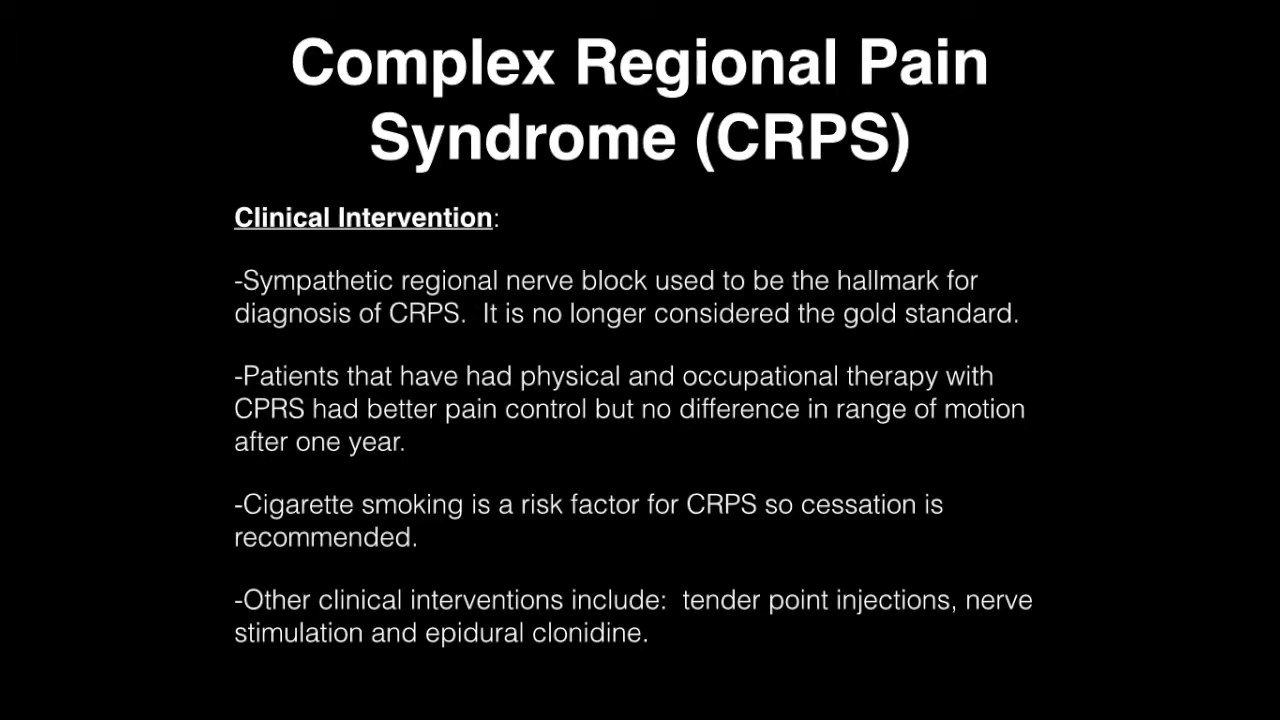 Complex Regional Pain
Syndrome (CRPS)
Clinical Intervention:
-Sympathetic regional nerve block used to be the hallmark for
diagnosis of CRPS.  It is no longer considered the gold standard.
-Patients that have had physical and occupational therapy with
CPRS had better pain control but no difference in range of motion
after one year.
-Cigarette smoking is a risk factor for CRPS so cessation is
recommended.
-Other clinical interventions include:  tender point injections, nerve
stimulation and epidural clonidine.